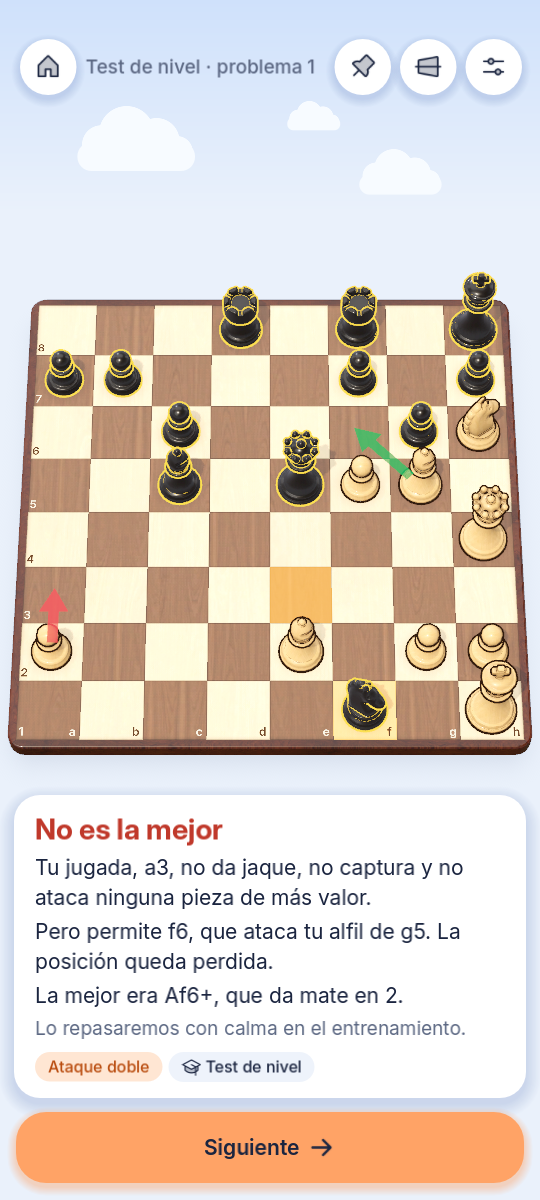 Test de nivel · problema 1
8
7
6
5
4
3
2
1 a b c d e f g h
No es la mejor
Tu jugada, a3, no da jaque, no captura y no
ataca ninguna pieza de más valor.
Pero permite f6, que ataca tu alfil de g5. La
posición queda perdida.
La mejor era Af6+, que da mate en 2.
Lo repasaremos con calma en el entrenamiento.
Ataque doble Test de nivel
Siguiente →